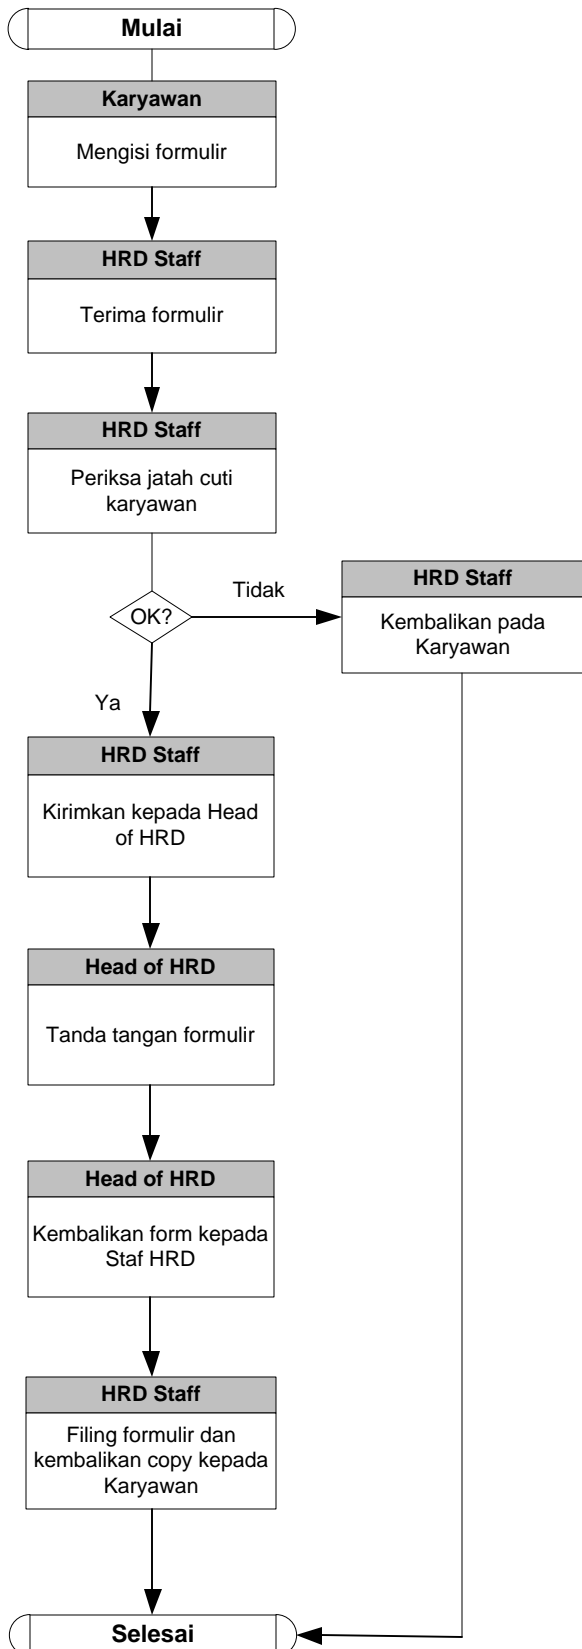 Mulai
Karyawan
Mengisi formulir
HRD Staff
Terima formulir
HRD Staff
Periksa jatah cuti
karyawan
OK?
Tidak
HRD Staff
Kembalikan pada
Karyawan
Ya
HRD Staff
Kirimkan kepada Head
of HRD
Head of HRD
Tanda tangan formulir
Head of HRD
Kembalikan form kepada
Staf HRD
HRD Staff
Filing formulir dan
kembalikan copy kepada
Karyawan
Selesai